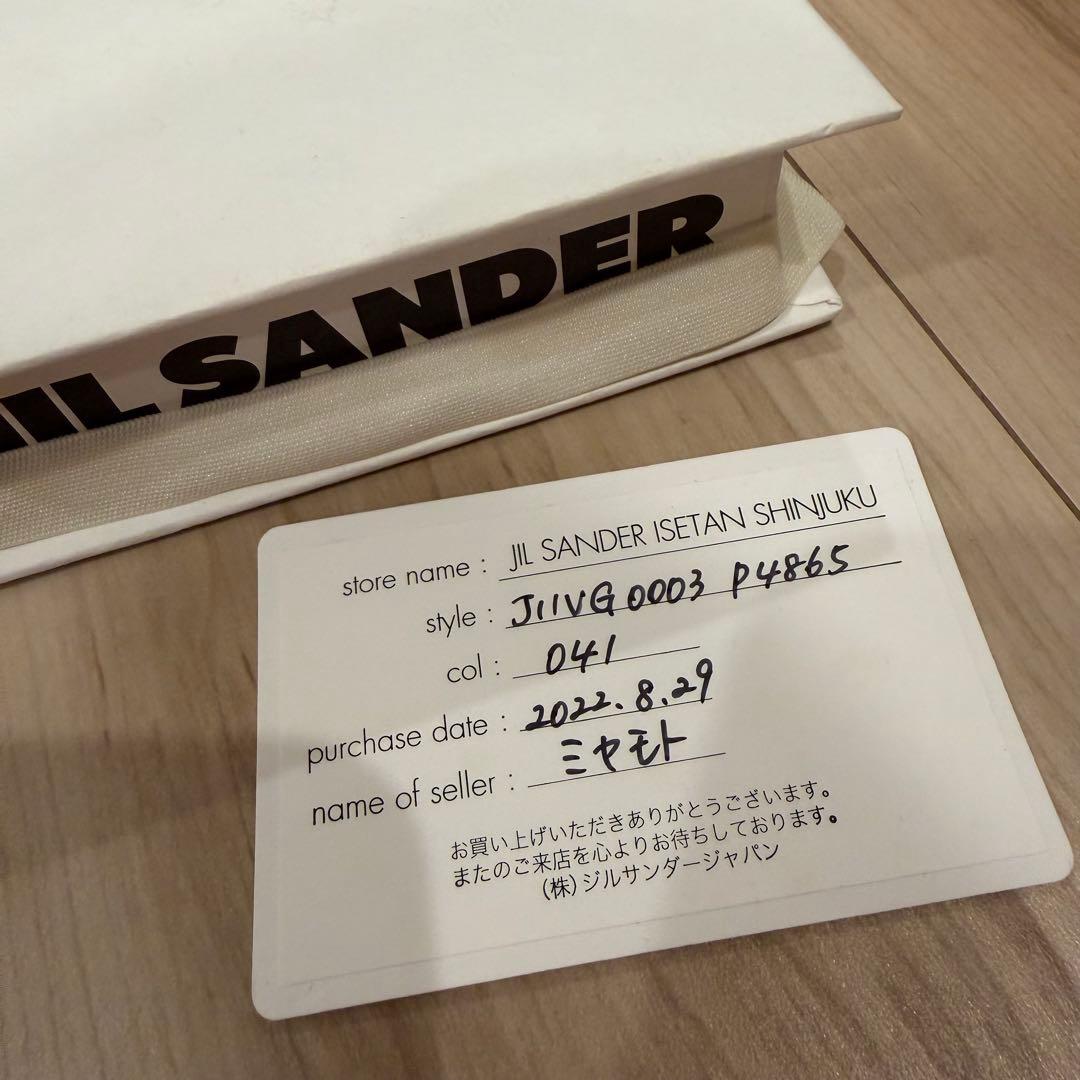 JIL SANDER
store name : JIL SANDER ISETAN SHINJUKU
style : J11VG0003 P4865
col : 041
purchase date : 2022.8.29
name of seller : ミヤモト
お買い上げいただきありがとうございます。
またのご来店を心よりお待ちしております。
(株)ジルサンダージャパン